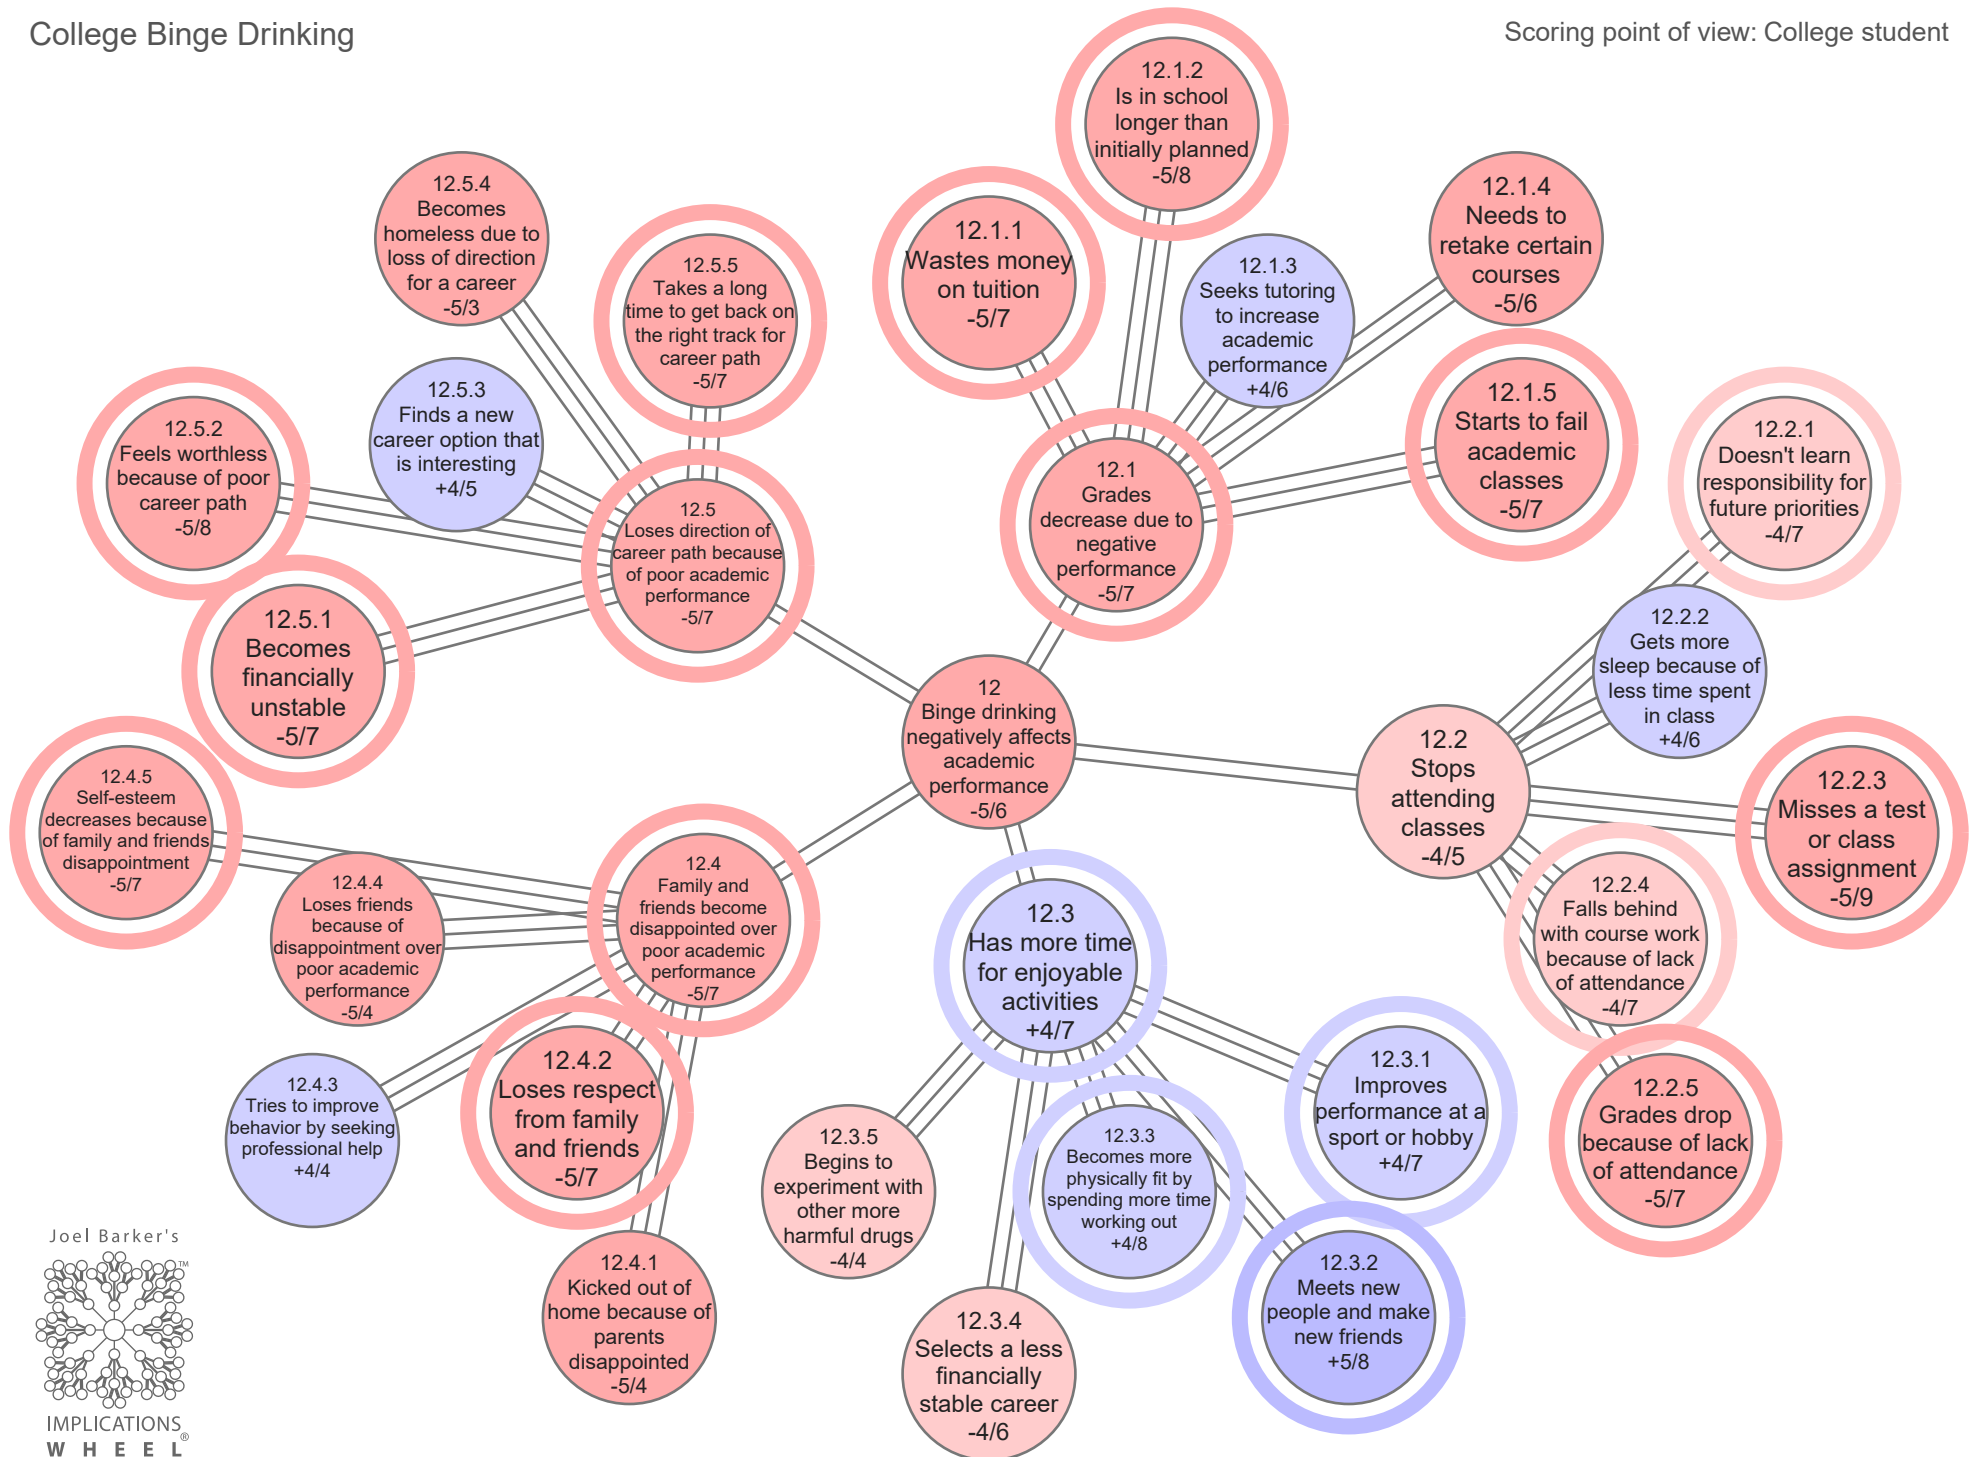 College Binge Drinking
Scoring point of view: College student
12.1.2
Is in school
longer than
initially planned
-5/8
12.5.4
Becomes
homeless due to
loss of direction
for a career
-5/3
12.5.5
Takes a long
time to get back on
the right track for
career path
-5/7
12.1.1
Wastes money
on tuition
-5/7
12.1.3
Seeks tutoring
to increase
academic
performance
+4/6
12.1.4
Needs to
retake certain
courses
-5/6
12.5.3
Finds a new
career option that
is interesting
+4/5
12.5.2
Feels worthless
because of poor
career path
-5/8
12.5
Loses direction of
career path because
of poor academic
performance
-5/7
12.1
Grades
decrease due to
negative
performance
-5/7
12.1.5
Starts to fail
academic
classes
-5/7
12.2.1
Doesn't learn
responsibility for
future priorities
-4/7
12.5.1
Becomes
financially
unstable
-5/7
12.2.2
Gets more
sleep because of
less time spent
in class
+4/6
12
Binge drinking
negatively affects
academic
performance
-5/6
12.2
Stops
attending
classes
-4/5
12.4.5
Self-esteem
decreases because
of family and friends
disappointment
-5/7
12.2.3
Misses a test
or class
assignment
-5/9
12.4.4
Loses friends
because of
disappointment over
poor academic
performance
-5/4
12.4
Family and
friends become
disappointed over
poor academic
performance
-5/7
12.3
Has more time
for enjoyable
activities
+4/7
12.2.4
Falls behind
with course work
because of lack
of attendance
-4/7
12.4.3
Tries to improve
behavior by seeking
professional help
+4/4
12.4.2
Loses respect
from family
and friends
-5/7
12.3.1
Improves
performance at a
sport or hobby
+4/7
12.2.5
Grades drop
because of lack
of attendance
-5/7
12.3.5
Begins to
experiment with
other more
harmful drugs
-4/4
12.3.3
Becomes more
physically fit by
spending more time
working out
+4/8
12.4.1
Kicked out of
home because of
parents
disappointed
-5/4
12.3.4
Selects a less
financially
stable career
-4/6
12.3.2
Meets new
people and make
new friends
+5/8
Joel Barker's
TM
IMPLICATIONS
WHEEL®